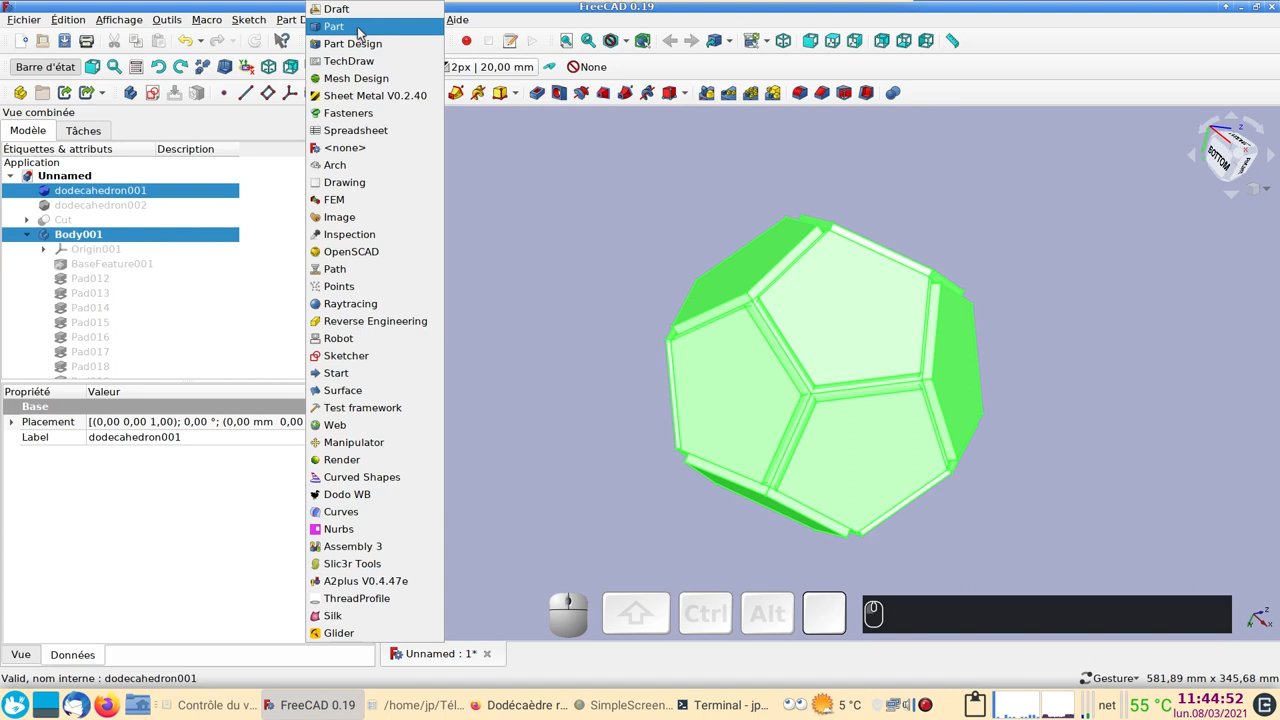 FreeCAD 0.19
Fichier Édition Affichage Outils Macro Sketch Part D Aide
Barre d'état 2px | 20,00 mm None
Vue combinée
Modèle Tâches
Étiquettes & attributs Description
Application
Unnamed
dodecahedron001
dodecahedron002
Cut
Body001
Origin001
BaseFeature001
Pad012
Pad013
Pad014
Pad015
Pad016
Pad017
Pad018
Propriété Valeur
Base
Placement [(0,00 0,00 1,00); 0,00 °; (0,00 mm 0,00
Label dodecahedron001
Vue Données
Draft
Part
Part Design
TechDraw
Mesh Design
Sheet Metal V0.2.40
Fasteners
Spreadsheet
<none>
Arch
Drawing
FEM
Image
Inspection
OpenSCAD
Path
Points
Raytracing
Reverse Engineering
Robot
Sketcher
Start
Surface
Test framework
Web
Manipulator
Render
Curved Shapes
Dodo WB
Curves
Nurbs
Assembly 3
Slic3r Tools
A2plus V0.4.47e
ThreadProfile
Silk
Glider
BOTTOM
Z
Ctrl Alt
Unnamed : 1*
Valid, nom interne : dodecahedron001 Gesture 581,89 mm x 345,68 mm
Contrôle du v... FreeCAD 0.19 /home/jp/Tél... Dodécaèdre r... SimpleScreen... Terminal - jp... 5 °C net 55 °C 11:44:52
lun.08/03/2021